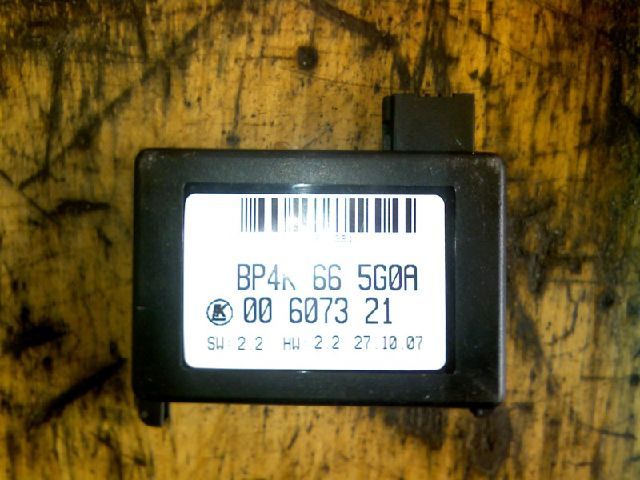 BP4K 66 5G0A
K 00 6073 21
SW: 2.2 HW: 2.2 27.10.07